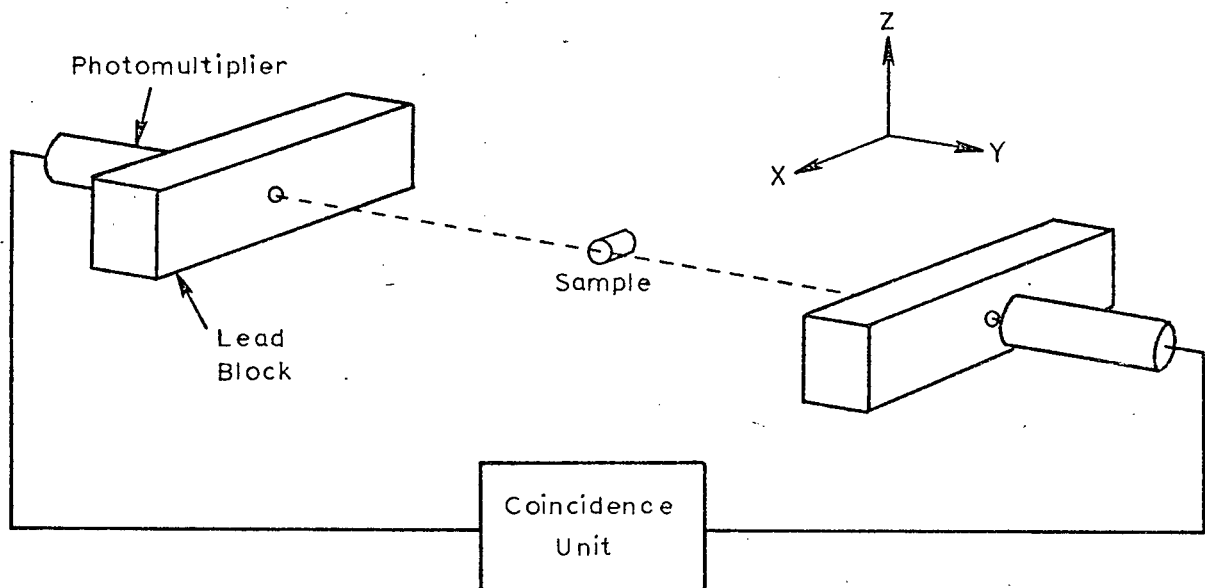 Photomultiplier
Z
Y
X
Sample
Lead
Block
Coincidence
Unit